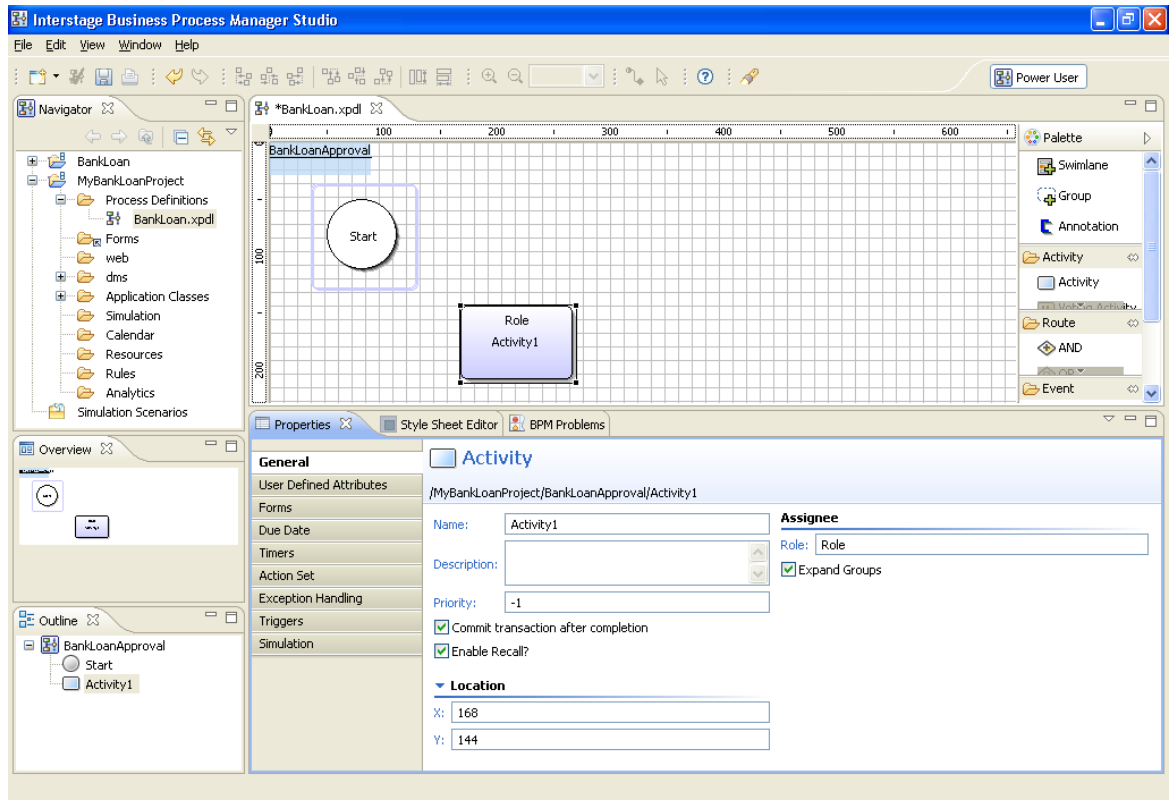 Interstage Business Process Manager Studio
File Edit View Window Help
Power User
Navigator
BankLoan
MyBankLoanProject
Process Definitions
BankLoan.xpdl
Forms
web
dms
Application Classes
Simulation
Calendar
Resources
Rules
Analytics
Simulation Scenarios
*BankLoan.xpdl
0 100 200 300 400 500 600
0
100
200
BankLoanApproval
Start
Role
Activity1
Palette
Swimlane
Group
Annotation
Activity
Activity
Voting Activity
Route
AND
OR
Event
Overview
Outline
BankLoanApproval
Start
Activity1
Properties Style Sheet Editor BPM Problems
General
User Defined Attributes
Forms
Due Date
Timers
Action Set
Exception Handling
Triggers
Simulation
Activity
/MyBankLoanProject/BankLoanApproval/Activity1
Name: Activity1
Description:
Priority: -1
Commit transaction after completion
Enable Recall?
Location
X: 168
Y: 144
Assignee
Role: Role
Expand Groups